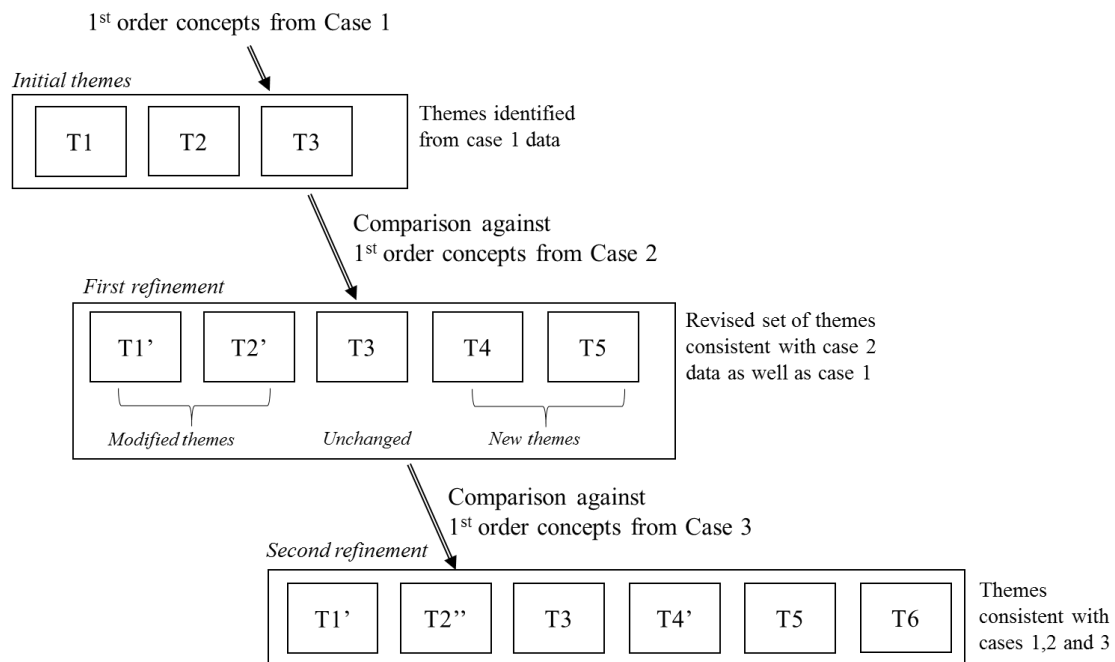 1st order concepts from Case 1
Initial themes
T1 T2 T3
Themes identified
from case 1 data
Comparison against
1st order concepts from Case 2
First refinement
T1’ T2’ T3 T4 T5
Modified themes Unchanged New themes
Revised set of themes
consistent with case 2
data as well as case 1
Comparison against
1st order concepts from Case 3
Second refinement
T1’ T2’’ T3 T4’ T5 T6
Themes
consistent with
cases 1,2 and 3